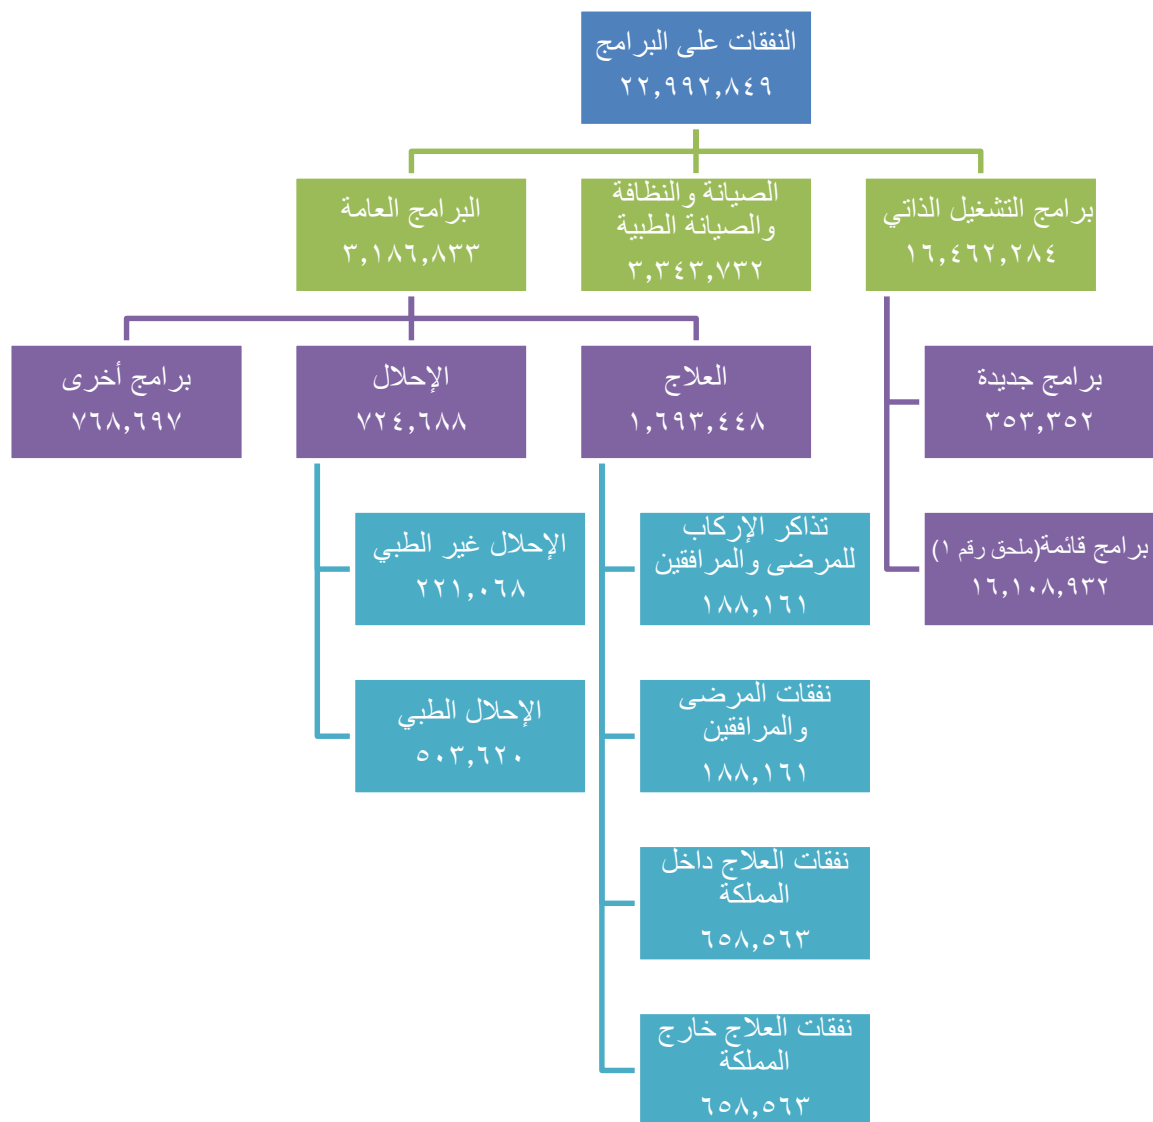 النفقات على البرامج
٢٢,٩٩٢,٨٤٩
برامج التشغيل الذاتي
١٦,٤٦٢,٢٨٤
الصيانة والنظافة
والصيانة الطبية
٣,٣٤٣,٧٣٢
البرامج العامة
٣,١٨٦,٨٣٣
برامج جديدة
٣٥٣,٣٥٢
العلاج
١,٦٩٣,٤٤٨
الإحلال
٧٢٤,٦٨٨
برامج أخرى
٧٦٨,٦٩٧
برامج قائمة(ملحق رقم ١)
١٦,١٠٨,٩٣٢
تذاكر الإركاب
للمرضى والمرافقين
١٨٨,١٦١
الإحلال غير الطبي
٢٢١,٠٦٨
نفقات المرضى
والمرافقين
١٨٨,١٦١
الإحلال الطبي
٥٠٣,٦٢٠
نفقات العلاج داخل
المملكة
٦٥٨,٥٦٣
نفقات العلاج خارج
المملكة
٦٥٨,٥٦٣